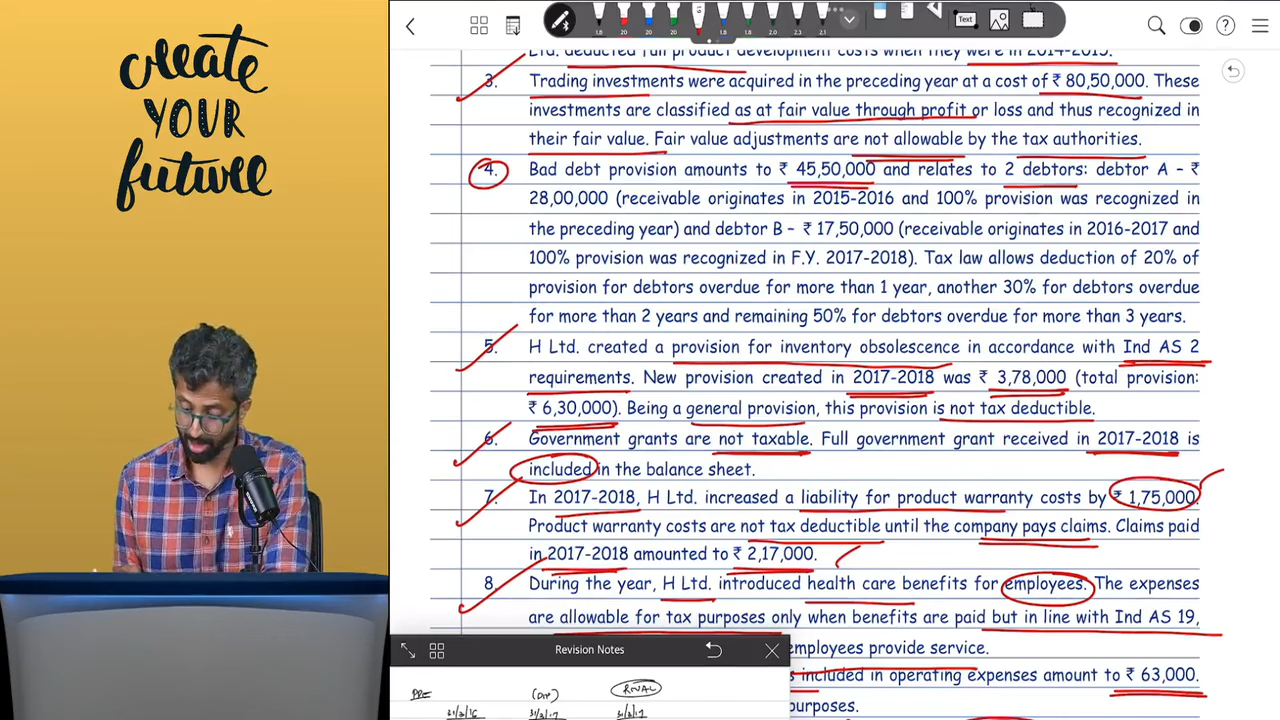 create
YOUR
future
Text
Ltd. deducted full product development costs when they were in 2014-2015.
3. Trading investments were acquired in the preceding year at a cost of ₹ 80,50,000. These
investments are classified as at fair value through profit or loss and thus recognized in
their fair value. Fair value adjustments are not allowable by the tax authorities.
4. Bad debt provision amounts to ₹ 45,50,000 and relates to 2 debtors: debtor A – ₹
28,00,000 (receivable originates in 2015-2016 and 100% provision was recognized in
the preceding year) and debtor B – ₹ 17,50,000 (receivable originates in 2016-2017 and
100% provision was recognized in F.Y. 2017-2018). Tax law allows deduction of 20% of
provision for debtors overdue for more than 1 year, another 30% for debtors overdue
for more than 2 years and remaining 50% for debtors overdue for more than 3 years.
5. H Ltd. created a provision for inventory obsolescence in accordance with Ind AS 2
requirements. New provision created in 2017-2018 was ₹ 3,78,000 (total provision:
₹ 6,30,000). Being a general provision, this provision is not tax deductible.
6. Government grants are not taxable. Full government grant received in 2017-2018 is
included in the balance sheet.
7. In 2017-2018, H Ltd. increased a liability for product warranty costs by ₹ 1,75,000.
Product warranty costs are not tax deductible until the company pays claims. Claims paid
in 2017-2018 amounted to ₹ 2,17,000.
8. During the year, H Ltd. introduced health care benefits for employees. The expenses
are allowable for tax purposes only when benefits are paid but in line with Ind AS 19,
employees provide service.
included in operating expenses amount to ₹ 63,000.
purposes.
Revision Notes
PPE
31/3/16 31/3/17 31/3/17